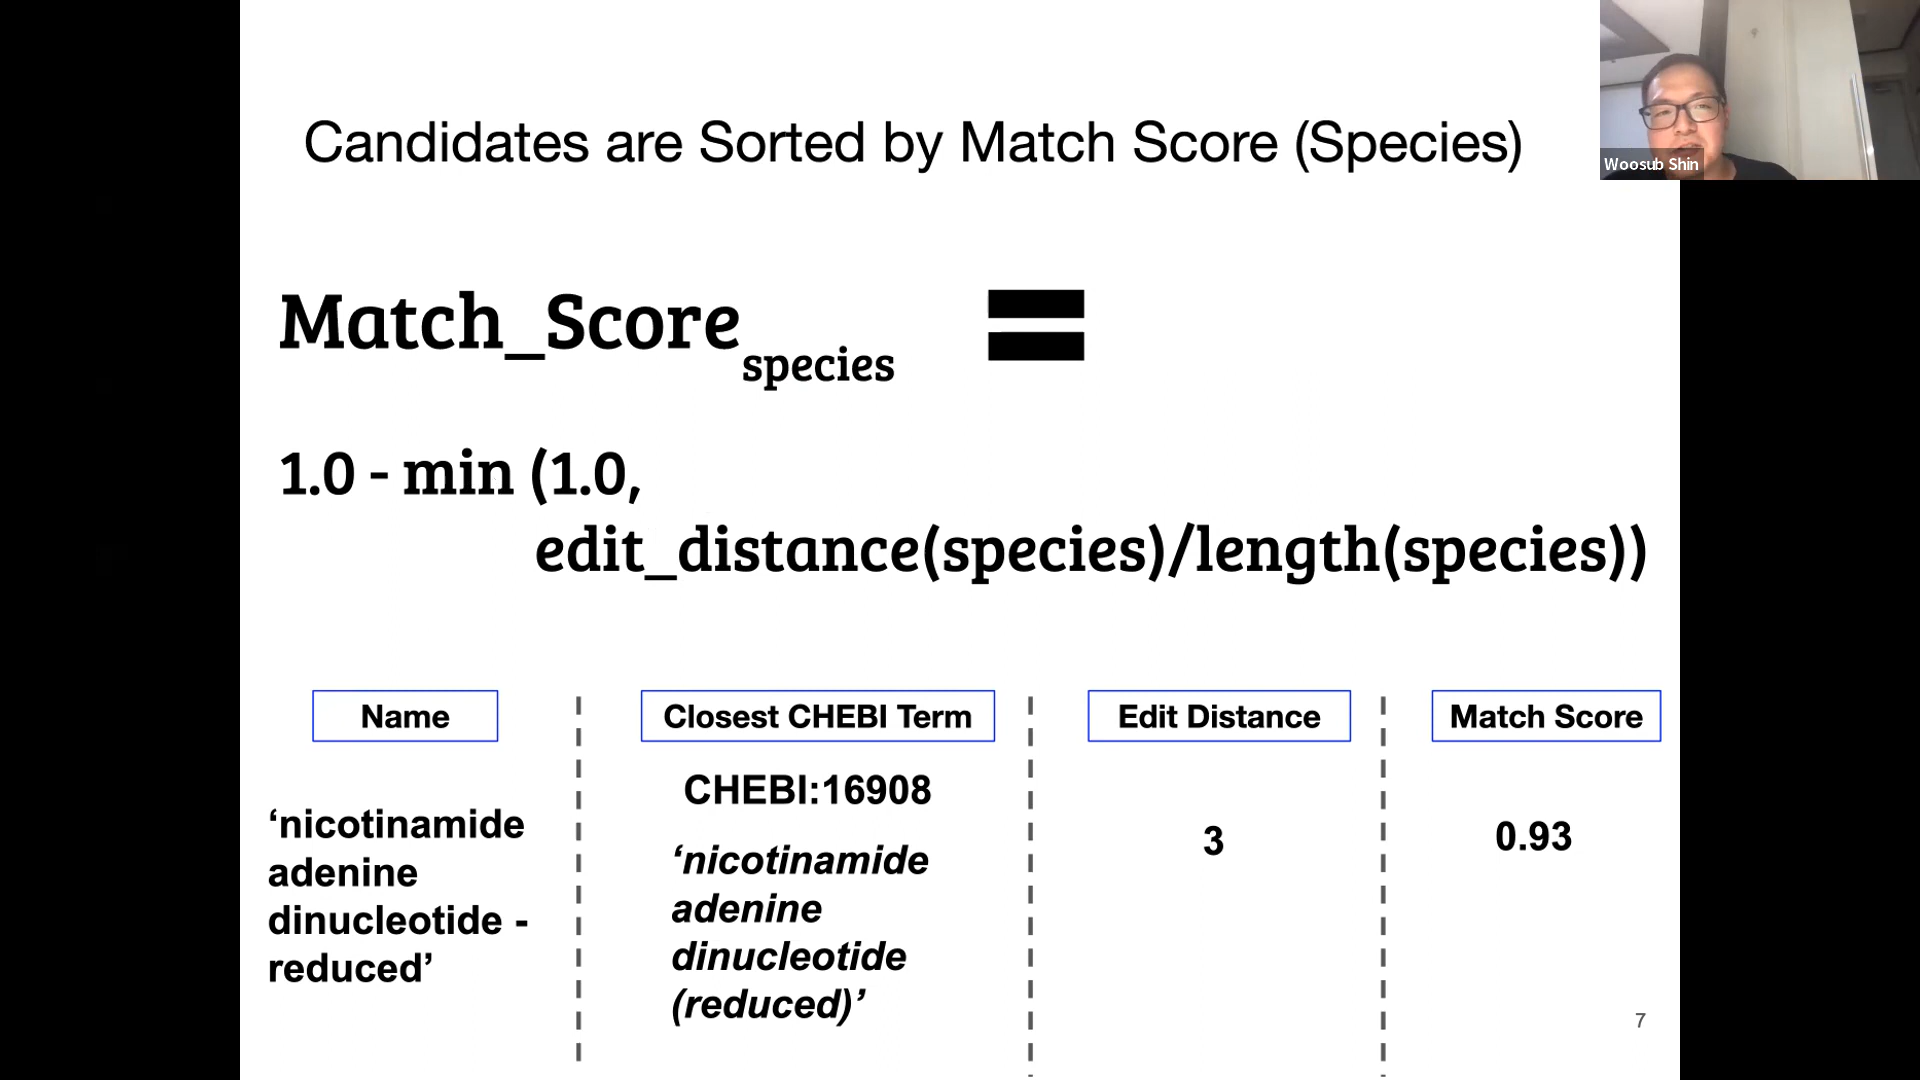 Candidates are Sorted by Match Score (Species)
Woosub Shin
Match_Score species =
1.0 - min (1.0,
edit_distance(species)/length(species))
Name
Closest CHEBI Term
Edit Distance
Match Score
‘nicotinamide
adenine
dinucleotide -
reduced’
CHEBI:16908
‘nicotinamide
adenine
dinucleotide
(reduced)’
3
0.93
7